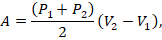 A = (P₁ + P₂)/2 (V₂ − V₁),